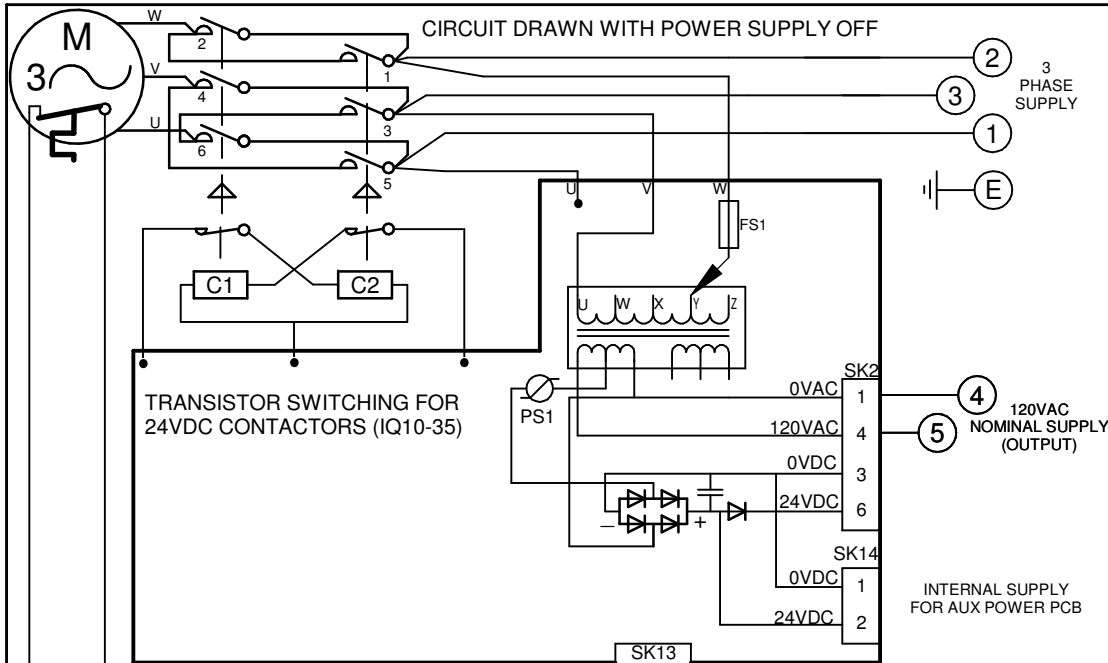 CIRCUIT DRAWN WITH POWER SUPPLY OFF
W
M
3
2
1
2
3
PHASE
SUPPLY
V
4
3
3
U
6
5
1
E
U
V
W
FS1
C1
C2
U
W
X
Y
Z
TRANSISTOR SWITCHING FOR
24VDC CONTACTORS (IQ10-35)
PS1
SK2
0VAC
1
4
120VAC
4
5
120VAC
NOMINAL SUPPLY
(OUTPUT)
0VDC
3
24VDC
6
–
+
SK14
0VDC
1
24VDC
2
INTERNAL SUPPLY
FOR AUX POWER PCB
SK13